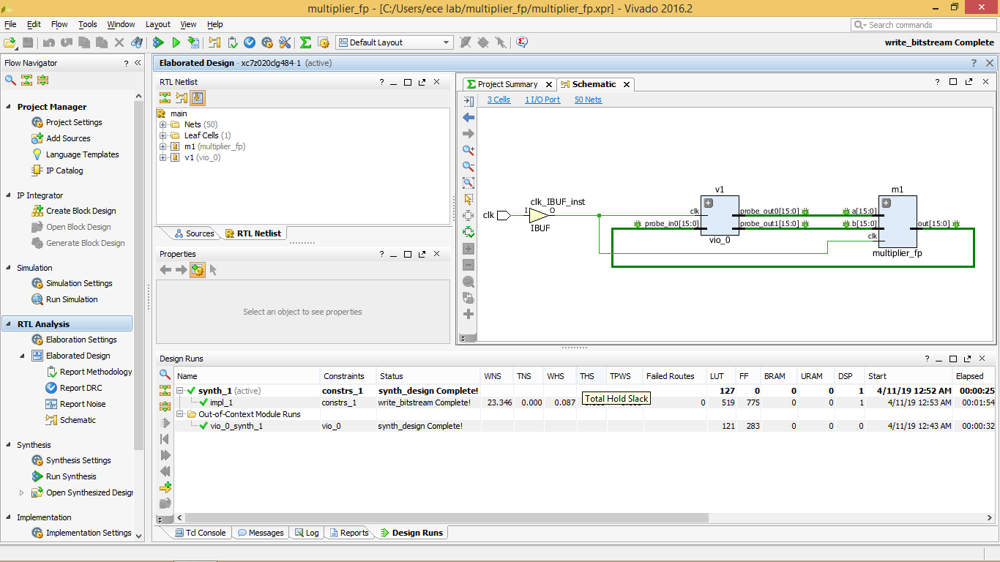 multiplier_fp - [C:/Users/ece lab/multiplier_fp/multiplier_fp.xpr] - Vivado 2016.2
File Edit Flow Tools Window Layout View Help
Search commands
Default Layout
write_bitstream Complete
Flow Navigator
Project Manager
Project Settings
Add Sources
Language Templates
IP Catalog
IP Integrator
Create Block Design
Open Block Design
Generate Block Design
Simulation
Simulation Settings
Run Simulation
RTL Analysis
Elaboration Settings
Elaborated Design
Report Methodology
Report DRC
Report Noise
Schematic
Synthesis
Synthesis Settings
Run Synthesis
Open Synthesized Desigr
Implementation
Implementation Settings
Elaborated Design - xc7z020clg484-1 (active)
RTL Netlist
main
Nets (50)
Leaf Cells (1)
m1 (multiplier_fp)
v1 (vio_0)
Sources RTL Netlist
Properties
Select an object to see properties
Project Summary Schematic
3 Cells 1 I/O Port 50 Nets
v1 m1
clk_IBUF_inst
clk I O clk probe_out0[15:0] a[15:0]
probe_in0[15:0] probe_out1[15:0] b[15:0] out[15:0]
IBUF clk
vio_0
multiplier_fp
Design Runs
Name Constraints Status WNS TNS WHS THS TPWS Failed Routes LUT FF BRAM URAM DSP Start Elapsed
synth_1 (active) constrs_1 synth_design Complete! 127 0 0 0 1 4/11/19 12:52 AM 00:00:25
impl_1 constrs_1 write_bitstream Complete! 23.346 0.000 0.087 0 519 775 0 0 1 4/11/19 12:53 AM 00:01:54
Total Hold Slack
Out-of-Context Module Runs
vio_0_synth_1 vio_0 synth_design Complete! 121 283 0 0 0 4/11/19 12:43 AM 00:00:32
Tcl Console Messages Log Reports Design Runs